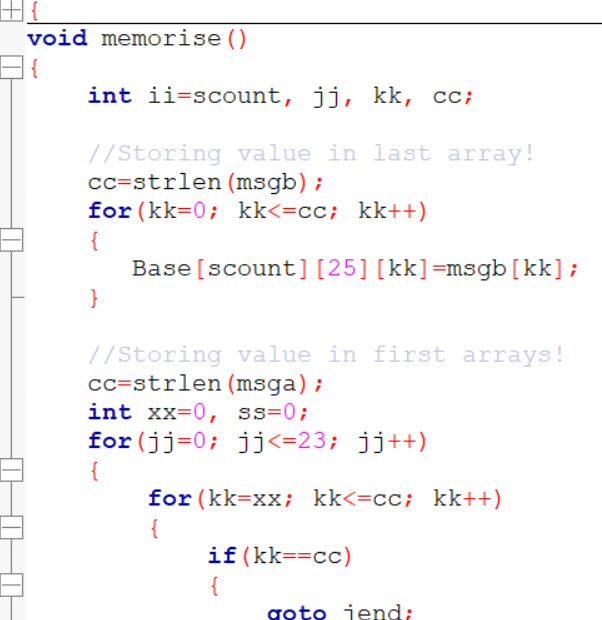 {
void memorise()
{
int ii=scount, jj, kk, cc;
//Storing value in last array!
cc=strlen(msgb);
for(kk=0; kk<=cc; kk++)
{
Base[scount][25][kk]=msgb[kk];
}
//Storing value in first arrays!
cc=strlen(msga);
int xx=0, ss=0;
for(jj=0; jj<=23; jj++)
{
for(kk=xx; kk<=cc; kk++)
{
if(kk==cc)
{
goto jend;